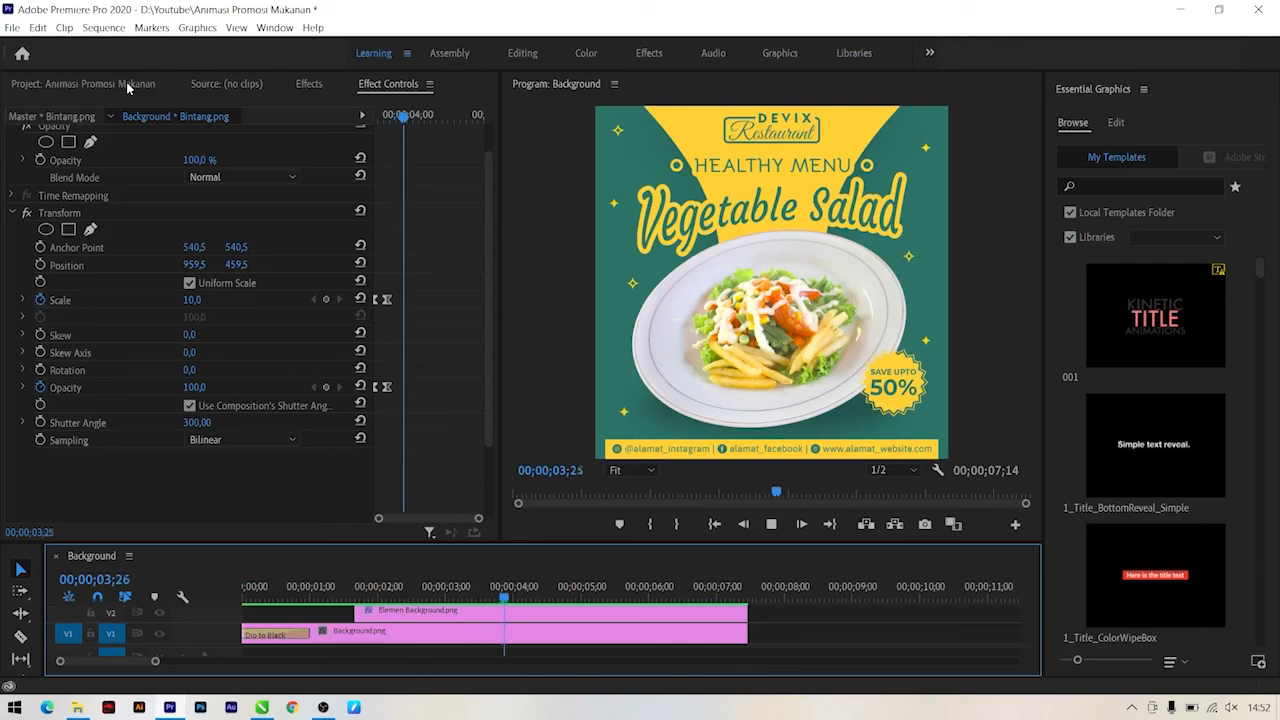 Adobe Premiere Pro 2020 - D:\Youtube\Animasi Promosi Makanan *
File Edit Clip Sequence Markers Graphics View Window Help
Learning Assembly Editing Color Effects Audio Graphics Libraries
Project: Animasi Promosi Makanan Source: (no clips) Effects Effect Controls
Master * Bintang.png Background * Bintang.png
00;00;04;00 00;
Opacity
Opacity 100,0 %
Blend Mode Normal
Time Remapping
fx Transform
Anchor Point 540,5 540,5
Position 959,5 459,5
Uniform Scale
Scale 10,0
100,0
Skew 0,0
Skew Axis 0,0
Rotation 0,0
Opacity 100,0
Use Composition's Shutter Ang...
Shutter Angle 300,00
Sampling Bilinear
00;00;03;25
Program: Background
DEVIX
Restaurant
HEALTHY MENU
Vegetable Salad
SAVE UPTO
50%
@alamat_instagram | alamat_facebook | www.alamat_website.com
00;00;03;25 Fit 1/2 00;00;07;14
Essential Graphics
Browse Edit
My Templates Adobe Sto
Local Templates Folder
Libraries
KINETIC
TITLE
ANIMATIONS
001
Simple text reveal.
1_Title_BottomReveal_Simple
Here is the title text
1_Title_ColorWipeBox
× Background
00;00;03;26
;00;00 00;00;01;00 00;00;02;00 00;00;03;00 00;00;04;00 00;00;05;00 00;00;06;00 00;00;07;00 00;00;08;00 00;00;09;00 00;00;10;00 00;00;11;00
V2 Elemen Background.png
V1 V1 Dip to Black Background.png
14:52